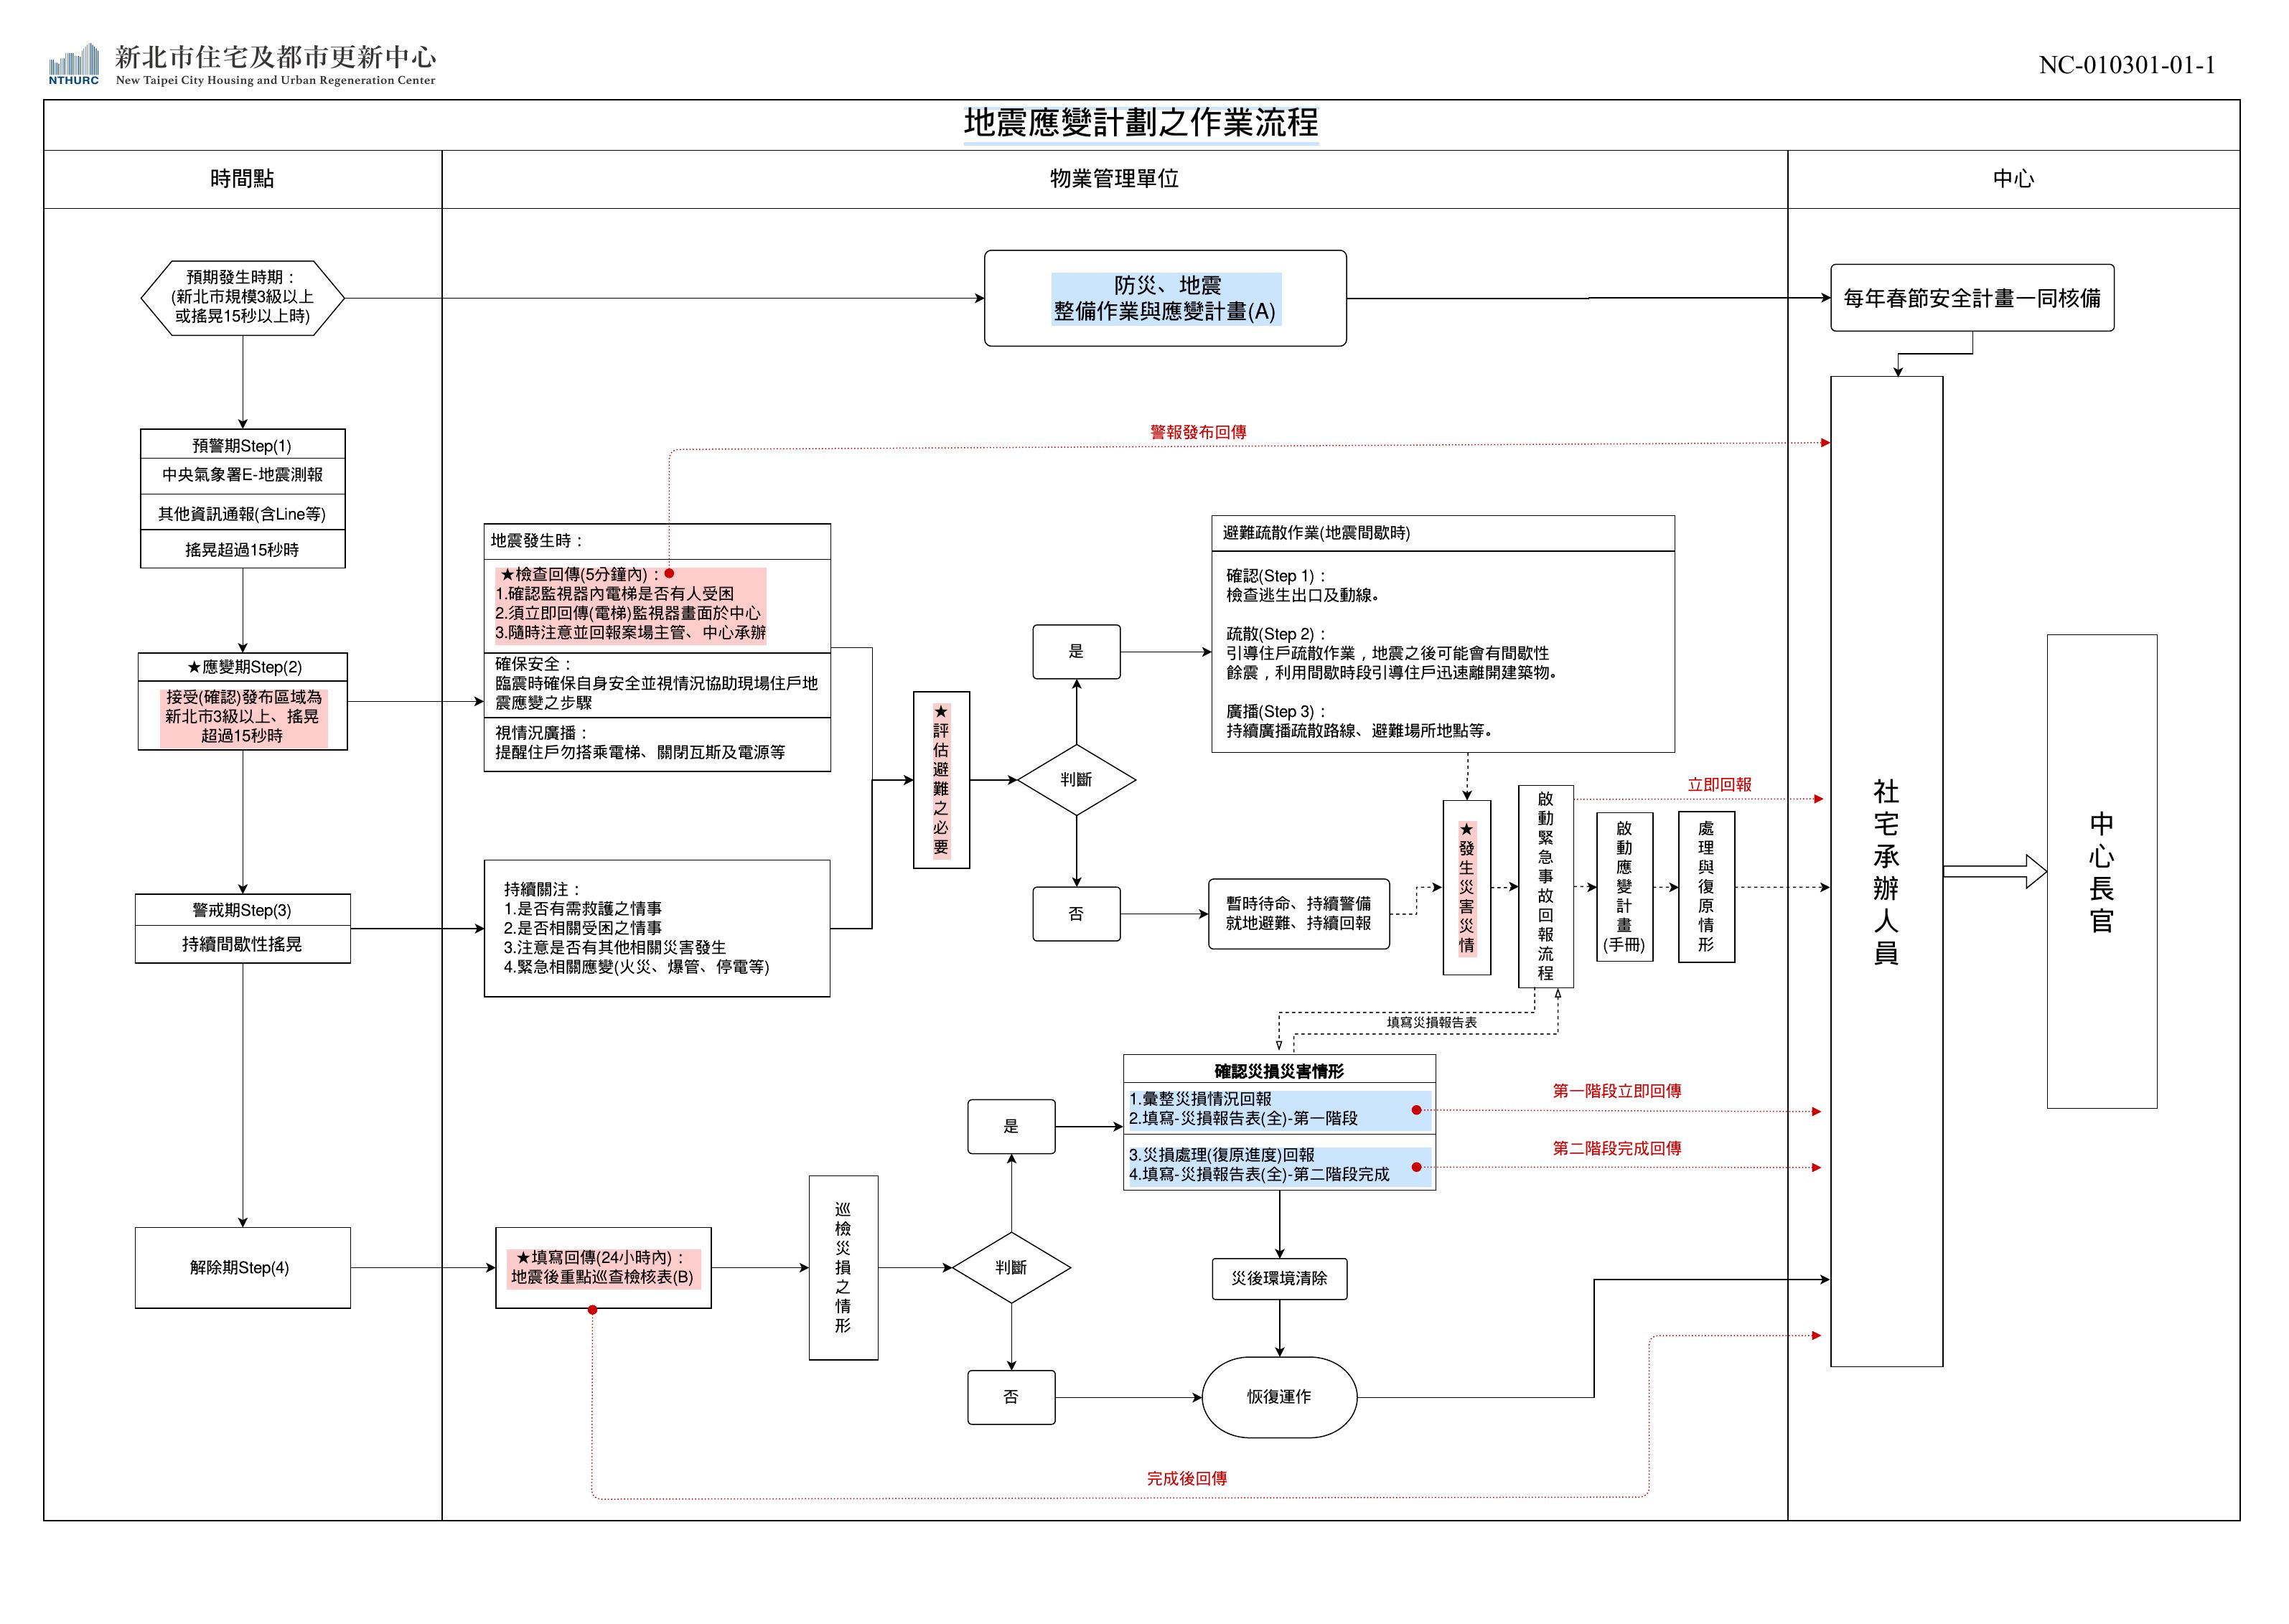 NTHURC
新北市住宅及都市更新中心
New Taipei City Housing and Urban Regeneration Center
NC-010301-01-1
地震應變計劃之作業流程
時間點
物業管理單位
中心
預期發生時期：
(新北市規模3級以上
或搖晃15秒以上時)
防災、地震
整備作業與應變計畫(A)
每年春節安全計畫一同核備
預警期Step(1)
中央氣象署E-地震測報
其他資訊通報(含Line等)
搖晃超過15秒時
警報發布回傳
★應變期Step(2)
接受(確認)發布區域為
新北市3級以上、搖晃
超過15秒時
地震發生時：
★檢查回傳(5分鐘內)：
1.確認監視器內電梯是否有人受困
2.須立即回傳(電梯)監視器畫面於中心
3.隨時注意並回報案場主管、中心承辦
確保安全：
臨震時確保自身安全並視情況協助現場住戶地
震應變之步驟
視情況廣播：
提醒住戶勿搭乘電梯、關閉瓦斯及電源等
★評估避難之必要
判斷
是
否
避難疏散作業(地震間歇時)
確認(Step 1)：
檢查逃生出口及動線。
疏散(Step 2)：
引導住戶疏散作業，地震之後可能會有間歇性
餘震，利用間歇時段引導住戶迅速離開建築物。
廣播(Step 3)：
持續廣播疏散路線、避難場所地點等。
暫時待命、持續警備
就地避難、持續回報
★發生災害災情
啟動緊急事故回報流程
啟動應變計畫
(手冊)
處理與復原情形
立即回報
社宅承辦人員
中心長官
警戒期Step(3)
持續間歇性搖晃
持續關注：
1.是否有需救護之情事
2.是否相關受困之情事
3.注意是否有其他相關災害發生
4.緊急相關應變(火災、爆管、停電等)
填寫災損報告表
確認災損災害情形
1.彙整災損情況回報
2.填寫-災損報告表(全)-第一階段
3.災損處理(復原進度)回報
4.填寫-災損報告表(全)-第二階段完成
第一階段立即回傳
第二階段完成回傳
解除期Step(4)
★填寫回傳(24小時內)：
地震後重點巡查檢核表(B)
巡檢災損之情形
判斷
是
否
災後環境清除
恢復運作
完成後回傳